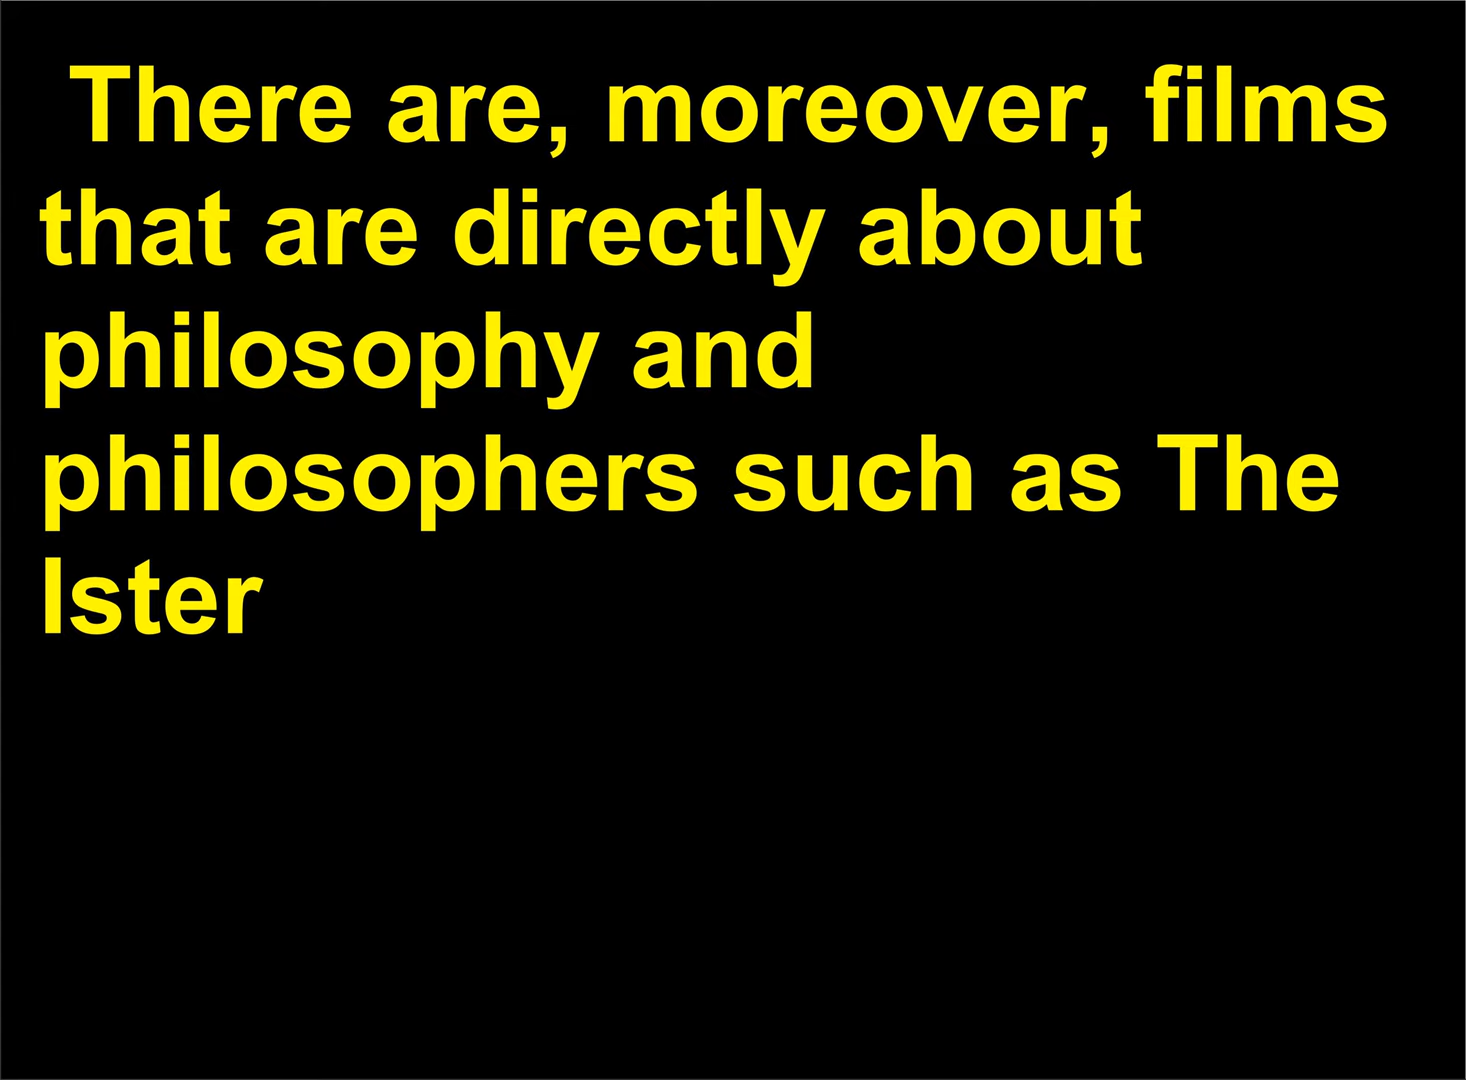 There are, moreover, films
that are directly about
philosophy and
philosophers such as The
Ister